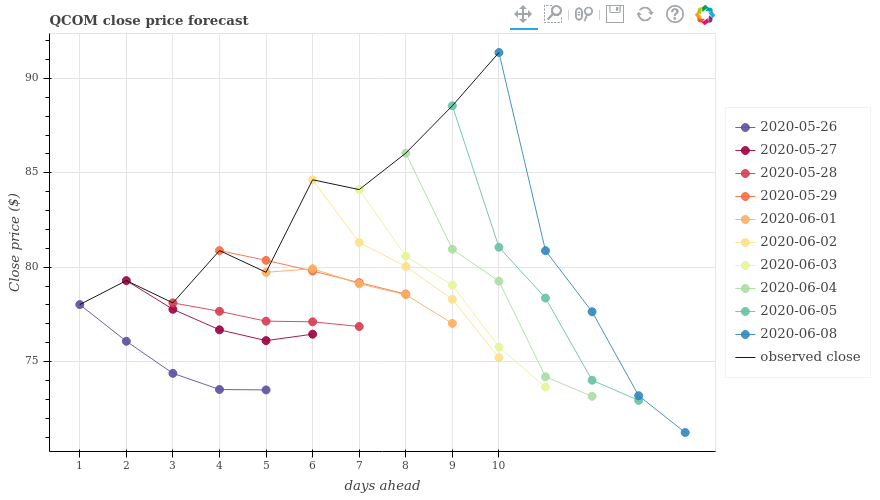 QCOM close price forecast
90
85
80
75
Close price ($)
1 2 3 4 5 6 7 8 9 10
days ahead
2020-05-26
2020-05-27
2020-05-28
2020-05-29
2020-06-01
2020-06-02
2020-06-03
2020-06-04
2020-06-05
2020-06-08
observed close